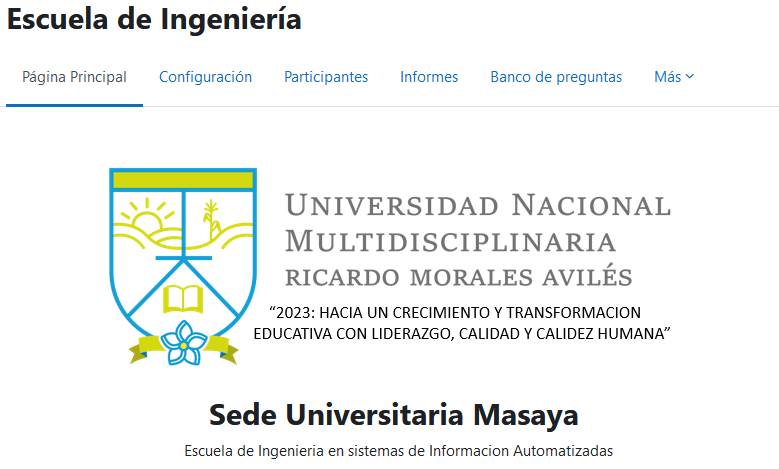 Escuela de Ingeniería
Página Principal Configuración Participantes Informes Banco de preguntas Más
UNIVERSIDAD NACIONAL
MULTIDISCIPLINARIA
RICARDO MORALES AVILÉS
“2023: HACIA UN CRECIMIENTO Y TRANSFORMACION
EDUCATIVA CON LIDERAZGO, CALIDAD Y CALIDEZ HUMANA”
Sede Universitaria Masaya
Escuela de Ingenieria en sistemas de Informacion Automatizadas